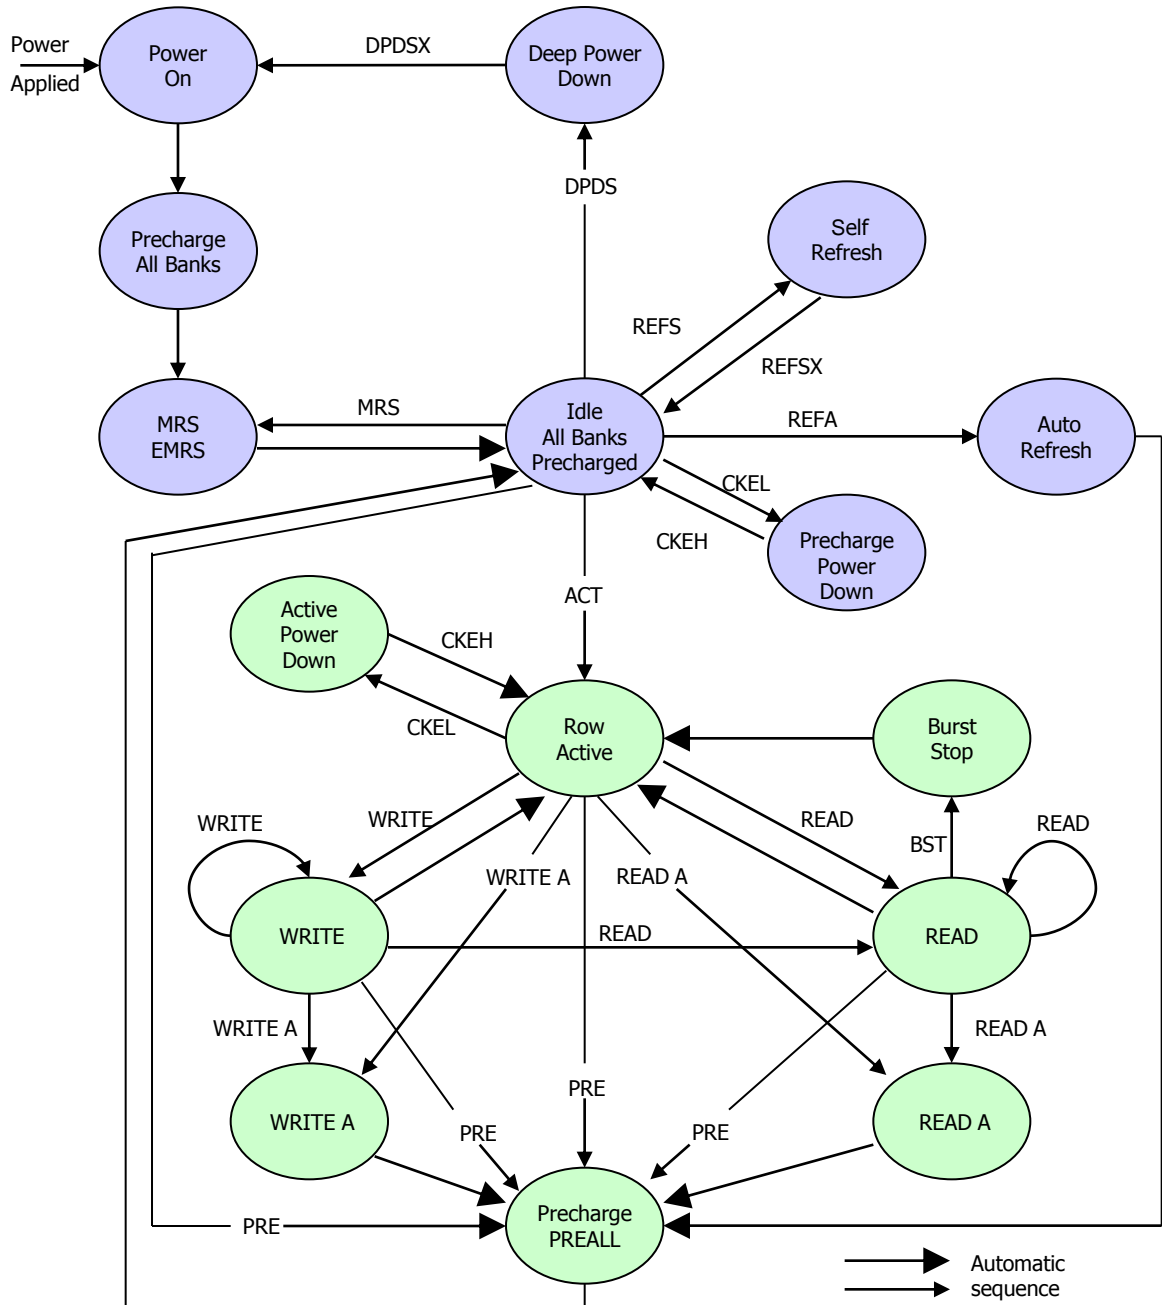 Power
Applied
Power
On
DPDSX
Deep Power
Down
DPDS
Precharge
All Banks
Self
Refresh
REFS
REFSX
MRS
EMRS
MRS
Idle
All Banks
Precharged
REFA
Auto
Refresh
CKEL
CKEH
Precharge
Power
Down
ACT
Active
Power
Down
CKEH
CKEL
Row
Active
Burst
Stop
WRITE
WRITE
READ
BST
READ
WRITE A
READ A
WRITE
READ
READ
WRITE A
READ A
PRE
WRITE A
PRE
PRE
READ A
PRE
Precharge
PREALL
Automatic
sequence